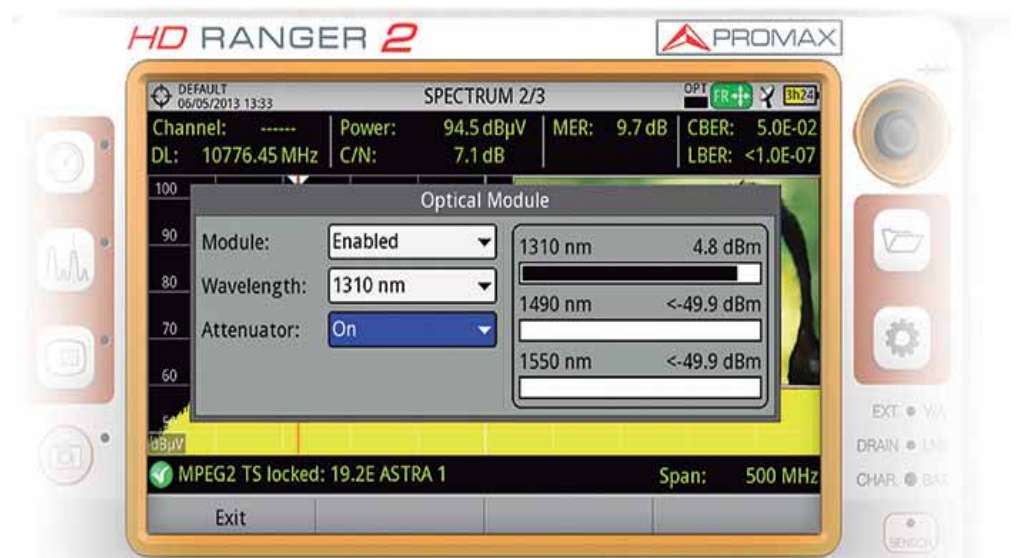 HD RANGER 2
PROMAX
DEFAULT
06/05/2013 13:33
SPECTRUM 2/3
OPT FR 3h24
Channel: ------ Power: 94.5 dBµV MER: 9.7 dB CBER: 5.0E-02
DL: 10776.45 MHz C/N: 7.1 dB LBER: <1.0E-07
100
Optical Module
90
Module: Enabled
1310 nm 4.8 dBm
80
Wavelength: 1310 nm
1490 nm <-49.9 dBm
70
Attenuator: On
1550 nm <-49.9 dBm
60
50
dBµV
MPEG2 TS locked: 19.2E ASTRA 1 Span: 500 MHz
Exit
EXT.
DRAIN
CHAR. BAT
SENSOR